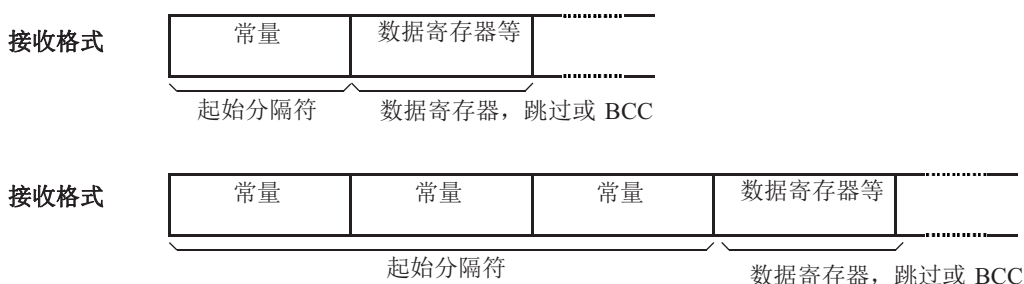 接收格式 常量 数据寄存器等
起始分隔符 数据寄存器，跳过或 BCC
接收格式 常量 常量 常量 数据寄存器等
起始分隔符 数据寄存器，跳过或 BCC